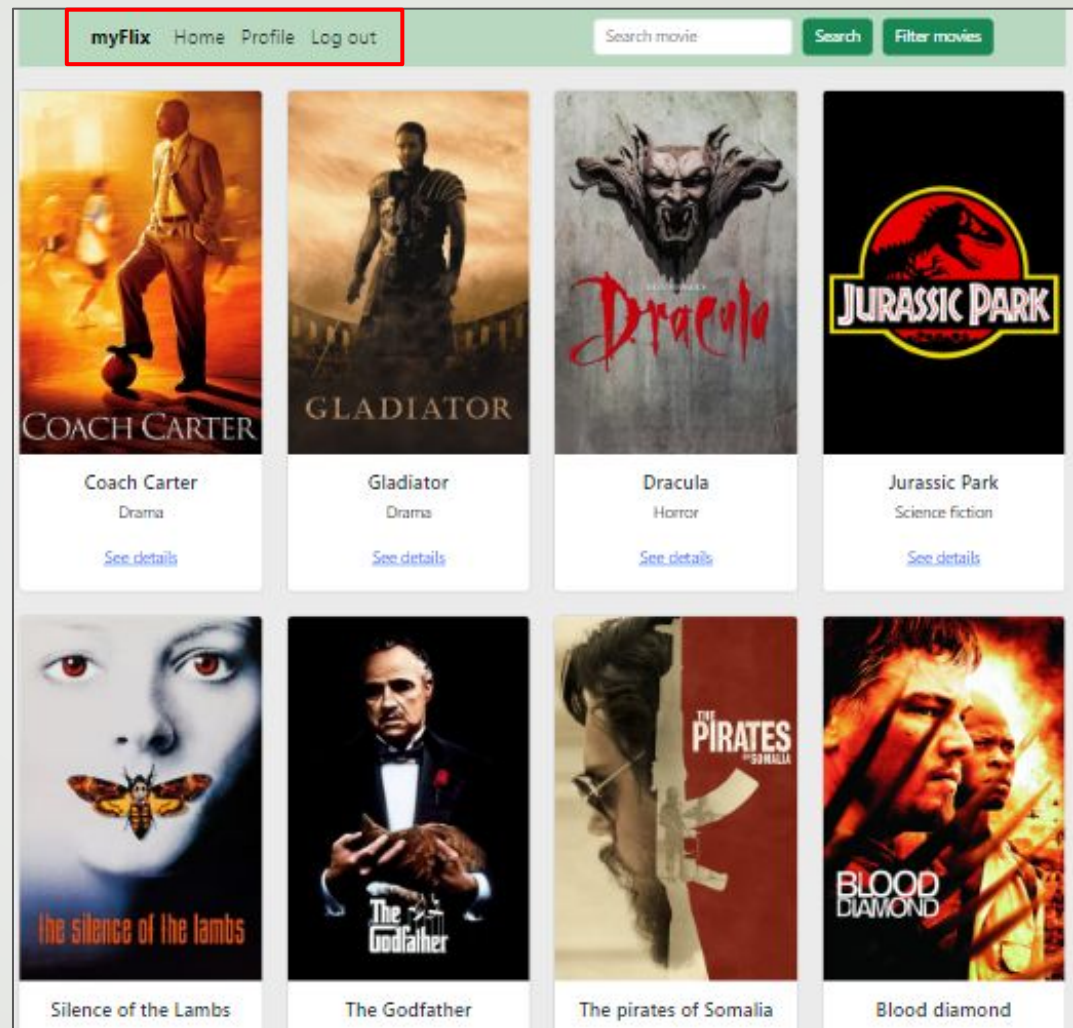 myFlix Home Profile Log out Search movie Search Filter movies
COACH CARTER
GLADIATOR
Dracula
JURASSIC PARK
Coach Carter
Drama
See details
Gladiator
Drama
See details
Dracula
Horror
See details
Jurassic Park
Science fiction
See details
the silence of the lambs
The
Godfather
THE
PIRATES
OF SOMALIA
BLOOD
DIAMOND
Silence of the Lambs
The Godfather
The pirates of Somalia
Blood diamond